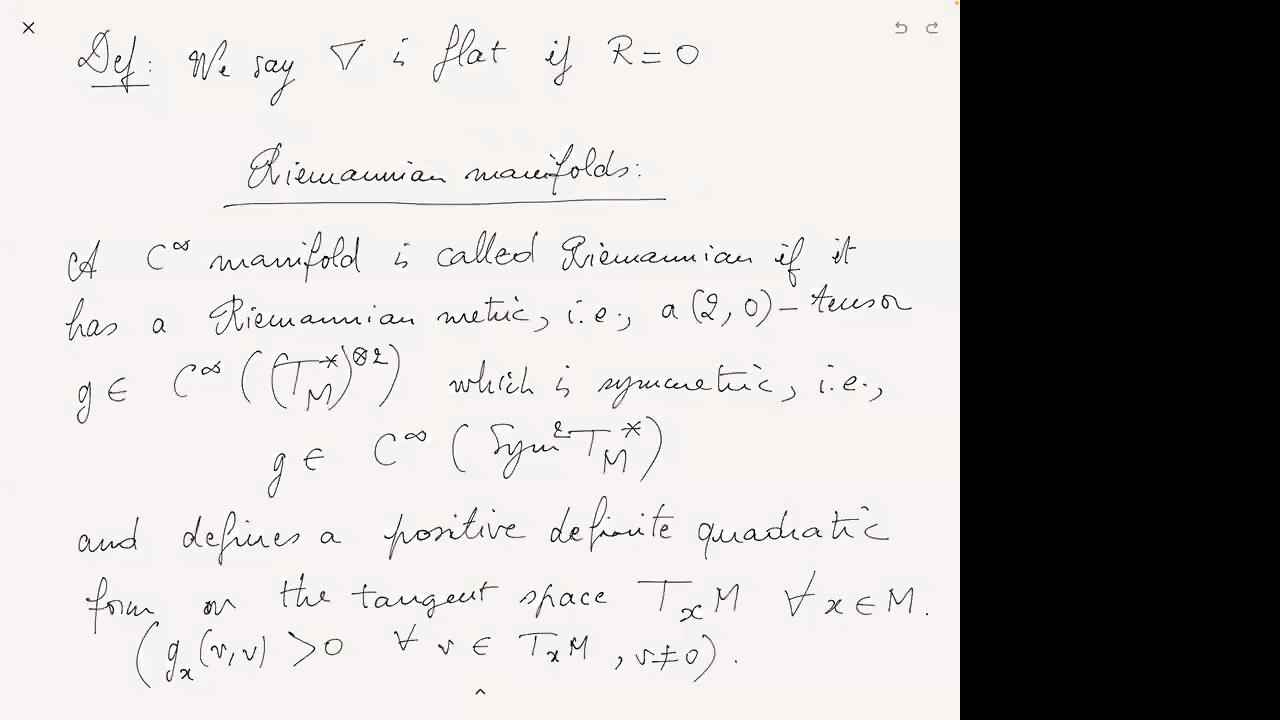 Def: We say ∇ is flat if R = 0
Riemannian manifolds:
A C^∞ manifold is called Riemannian if it
has a Riemannian metric, i.e., a (2, 0) – tensor
g ∈ C^∞ ((T_M^*)^{⊗2}) which is symmetric, i.e.,
g ∈ C^∞ (Sym^2 T_M^*)
and defines a positive definite quadratic
form on the tangent space T_x M ∀ x ∈ M.
(g_x(v,v) > 0 ∀ v ∈ T_x M, v ≠ 0).